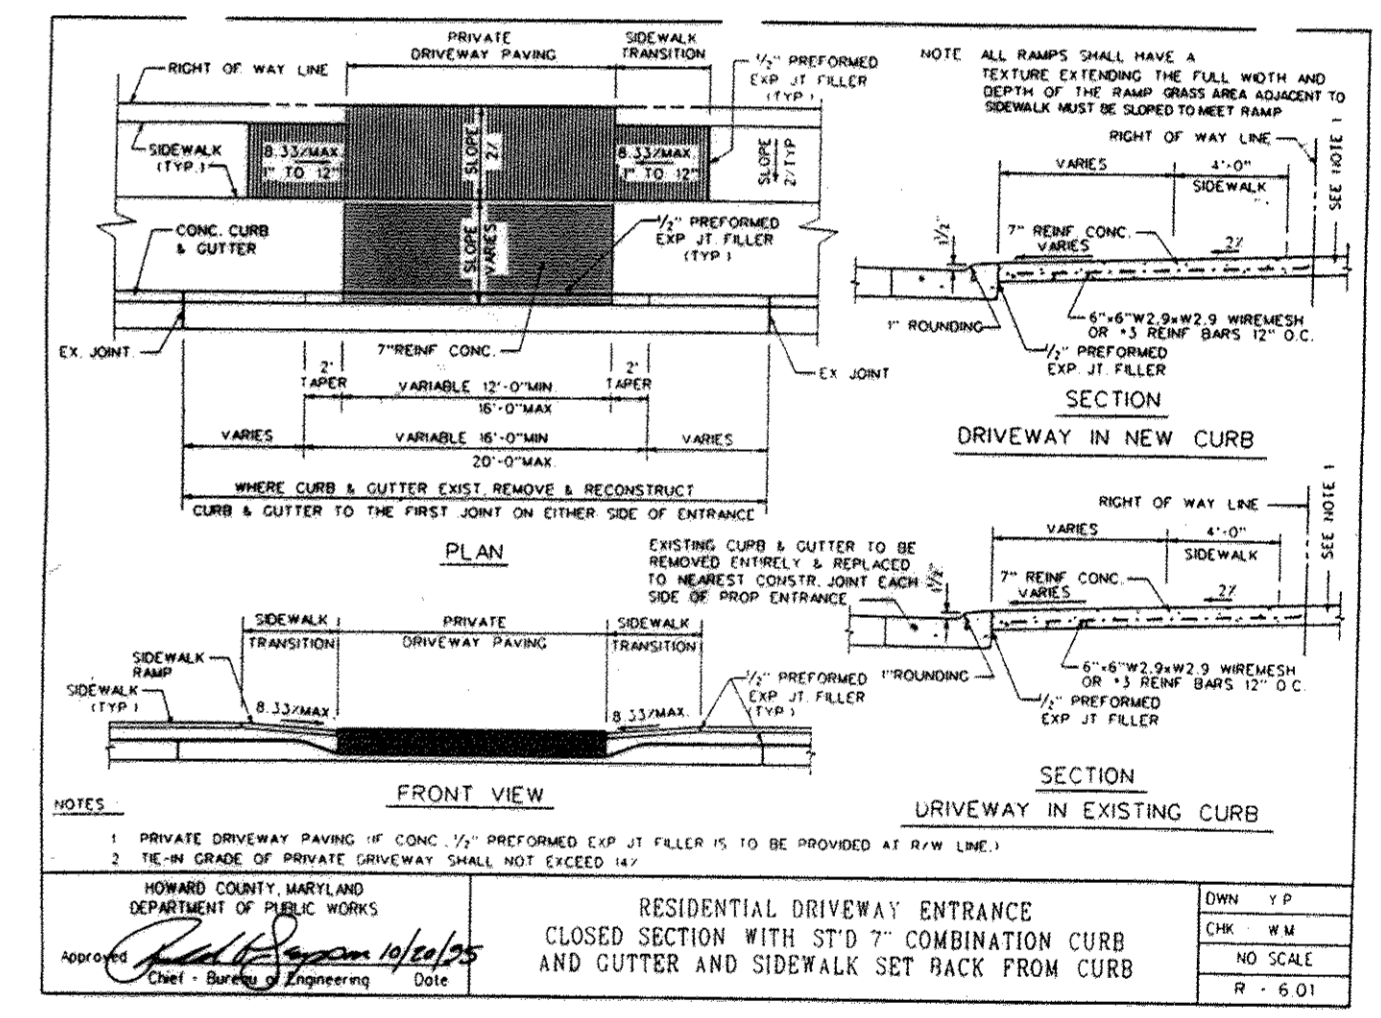 PRIVATE
DRIVEWAY PAVING
SIDEWALK
TRANSITION
RIGHT OF WAY LINE
1/2" PREFORMED
EXP JT FILLER
(TYP)
SIDEWALK
(TYP.)
8.33%MAX.
1" TO 12"
SLOPE
2%
8.33%MAX.
1" TO 12"
SLOPE
2%TYP
CONC. CURB
& GUTTER
SLOPE
VARIES
1/2" PREFORMED
EXP JT. FILLER
(TYP)
EX. JOINT.
7"REINF CONC.
EX JOINT
2'
TAPER
VARIABLE 12'-0"MIN.
16'-0"MAX
2'
TAPER
VARIES
VARIABLE 16'-0"MIN
20'-0"MAX.
VARIES
WHERE CURB & GUTTER EXIST, REMOVE & RECONSTRUCT
CURB & GUTTER TO THE FIRST JOINT ON EITHER SIDE OF ENTRANCE
PLAN
NOTE ALL RAMPS SHALL HAVE A
TEXTURE EXTENDING THE FULL WIDTH AND
DEPTH OF THE RAMP GRASS AREA ADJACENT TO
SIDEWALK MUST BE SLOPED TO MEET RAMP
RIGHT OF WAY LINE
VARIES
4'-0"
SIDEWALK
SEE NOTE 1
1/2"
7" REINF CONC.
VARIES
2%
1" ROUNDING
6"x6"W2.9xW2.9 WIREMESH
OR #3 REINF BARS 12" O.C.
1/2" PREFORMED
EXP. JT. FILLER
SECTION
DRIVEWAY IN NEW CURB
RIGHT OF WAY LINE
VARIES
4'-0"
SIDEWALK
SEE NOTE 1
EXISTING CURB & GUTTER TO BE
REMOVED ENTIRELY & REPLACED
TO NEAREST CONSTR. JOINT EACH
SIDE OF PROP ENTRANCE
1/2"
7" REINF CONC.
VARIES
2%
1"ROUNDING
6"x6"W2.9xW2.9 WIREMESH
OR #3 REINF BARS 12" O C.
1/2" PREFORMED
EXP JT FILLER
SECTION
DRIVEWAY IN EXISTING CURB
SIDEWALK
TRANSITION
PRIVATE
DRIVEWAY PAVING
SIDEWALK
TRANSITION
SIDEWALK
RAMP
SIDEWALK
(TYP)
8.33%MAX.
8.33%MAX.
1/2" PREFORMED
EXP JT. FILLER
(TYP)
FRONT VIEW
NOTES
1 PRIVATE DRIVEWAY PAVING (IF CONC. 1/2" PREFORMED EXP JT FILLER IS TO BE PROVIDED AT R/W LINE.)
2 TIE-IN GRADE OF PRIVATE DRIVEWAY SHALL NOT EXCEED 14%
HOWARD COUNTY, MARYLAND
DEPARTMENT OF PUBLIC WORKS
Approved 10/20/95
Chief - Bureau of Engineering Date
RESIDENTIAL DRIVEWAY ENTRANCE
CLOSED SECTION WITH ST'D 7" COMBINATION CURB
AND GUTTER AND SIDEWALK SET BACK FROM CURB
DWN Y P
CHK W M
NO SCALE
R - 6.01